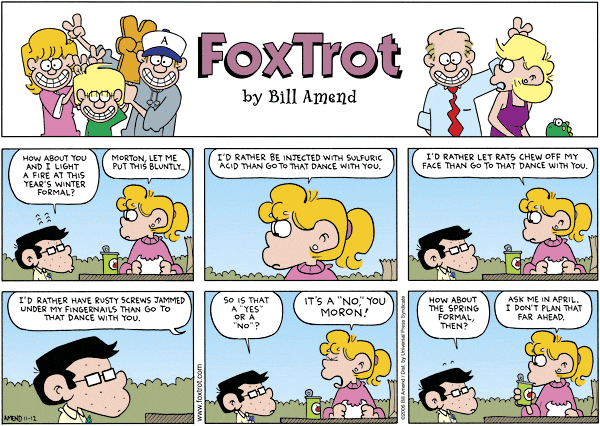 FoxTrot
by Bill Amend
A
HOW ABOUT YOU
AND I LIGHT
A FIRE AT THIS
YEAR'S WINTER
FORMAL?
MORTON, LET ME
PUT THIS BLUNTLY...
I'D RATHER BE INJECTED WITH SULFURIC
ACID THAN GO TO THAT DANCE WITH YOU.
I'D RATHER LET RATS CHEW OFF MY
FACE THAN GO TO THAT DANCE WITH YOU.
I'D RATHER HAVE RUSTY SCREWS JAMMED
UNDER MY FINGERNAILS THAN GO TO
THAT DANCE WITH YOU.
AMEND 11-12
www.foxtrot.com
SO IS THAT
A "YES"
OR A
"NO"?
IT'S A "NO," YOU
MORON!
©2006 Bill Amend / Dist. by Universal Press Syndicate
HOW ABOUT
THE SPRING
FORMAL,
THEN?
ASK ME IN APRIL.
I DON'T PLAN THAT
FAR AHEAD.